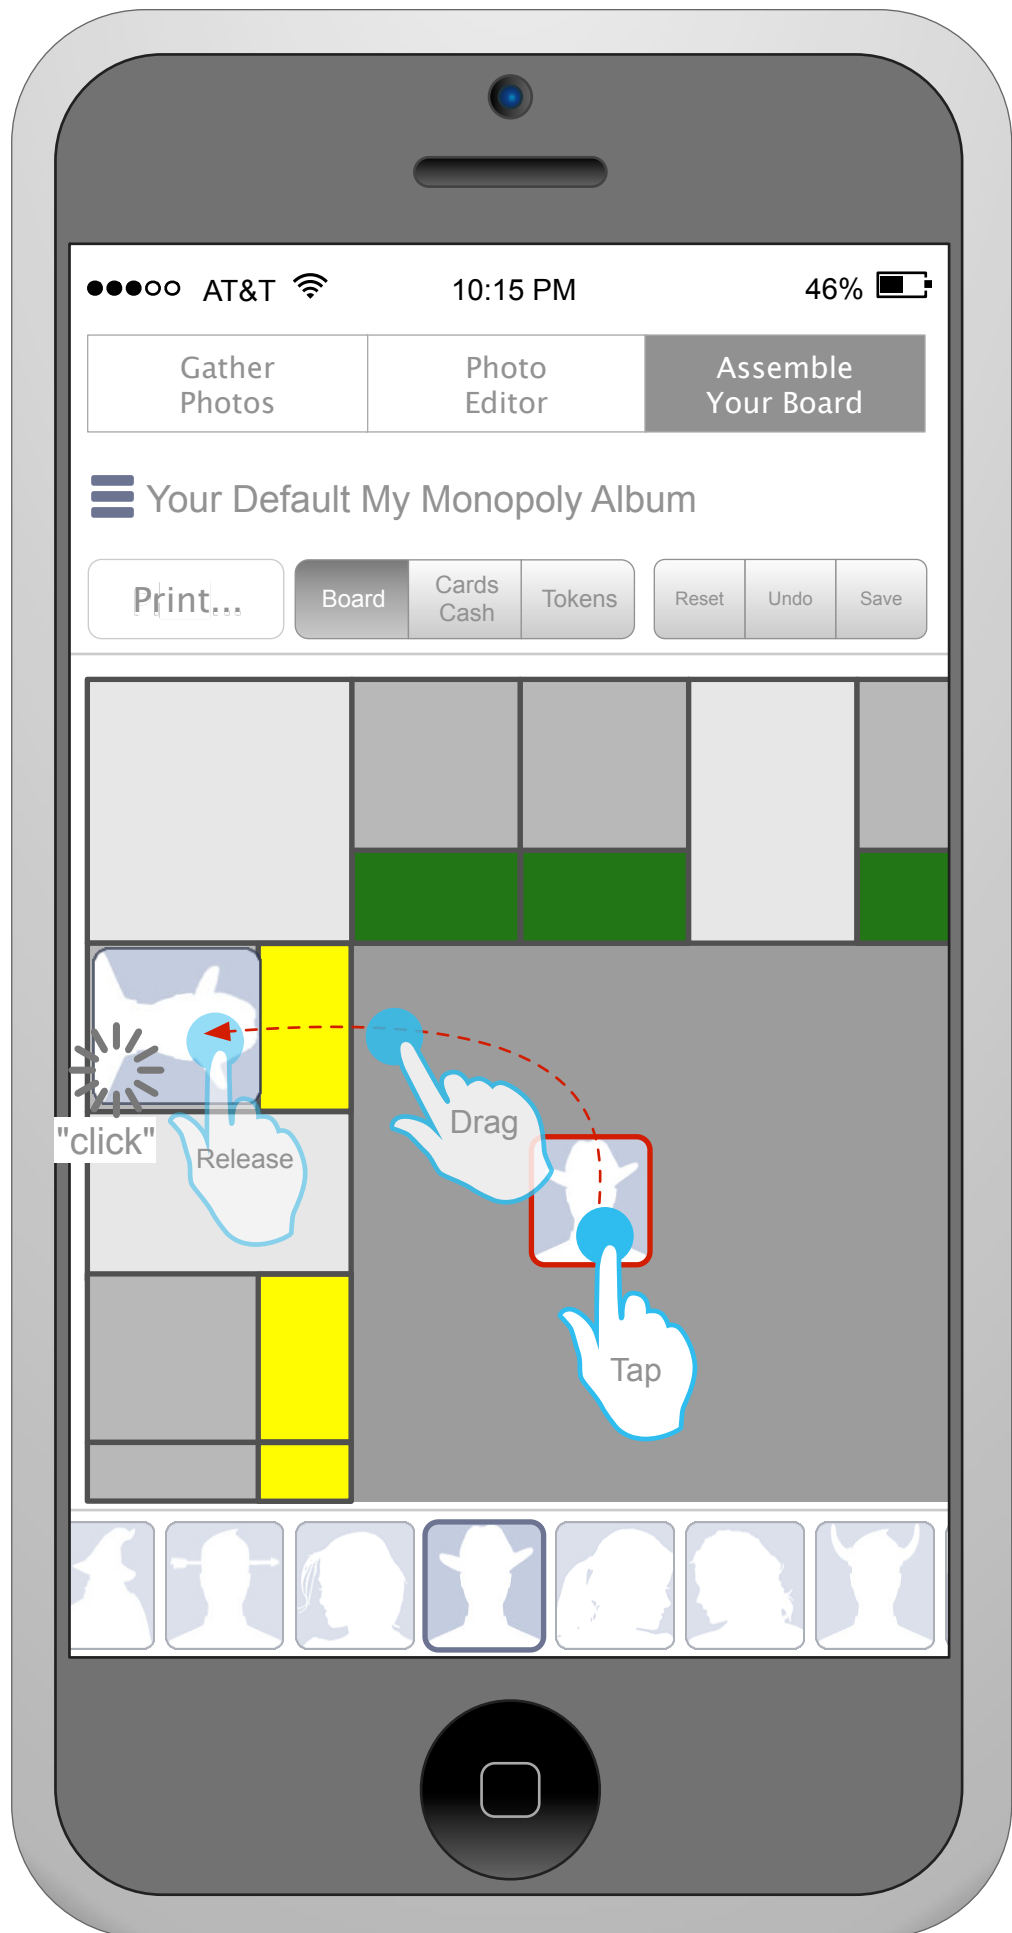 AT&T 10:15 PM 46%
Gather
Photos
Photo
Editor
Assemble
Your Board
Your Default My Monopoly Album
Print...
Board
Cards
Cash
Tokens
Reset
Undo
Save
Drag
"click"
Release
Tap